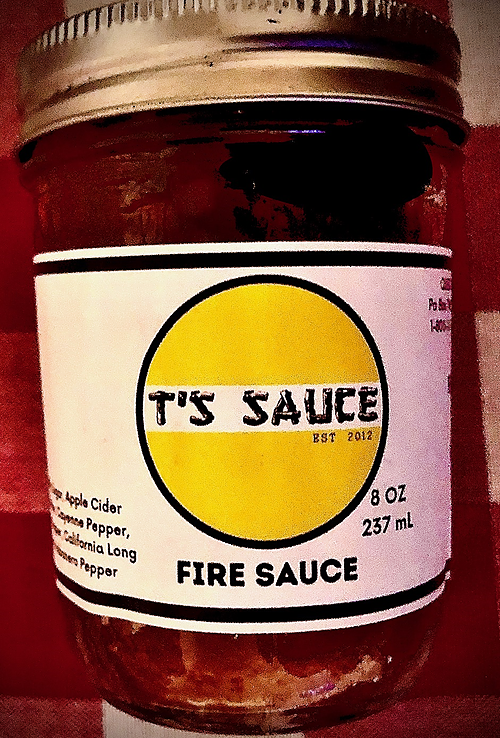 T'S SAUCE
EST 2012
8 OZ
237 mL
FIRE SAUCE
Apple Cider
Cayenne Pepper,
California Long
Pepper